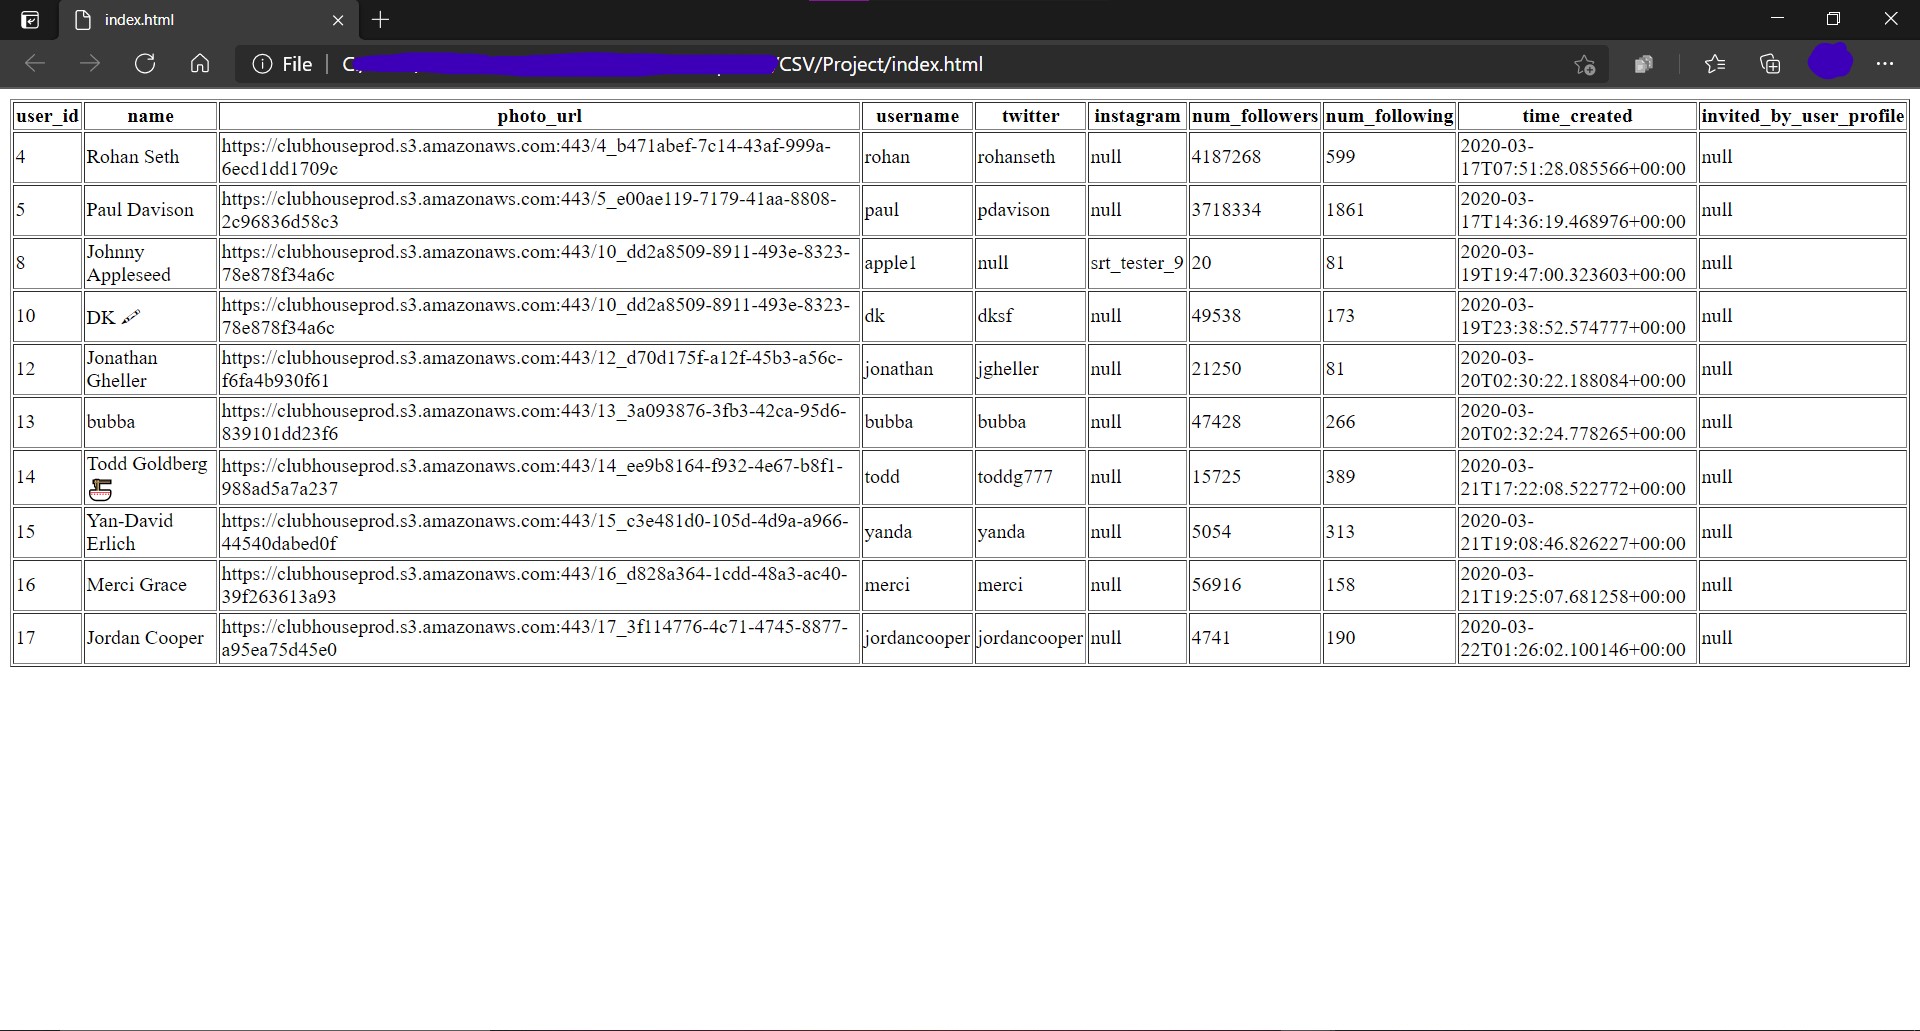 index.html
File | C /CSV/Project/index.html
user_id name photo_url username twitter instagram num_followers num_following time_created invited_by_user_profile
4 Rohan Seth https://clubhouseprod.s3.amazonaws.com:443/4_b471abef-7c14-43af-999a- rohan rohanseth null 4187268 599 2020-03- null
6ecd1dd1709c 17T07:51:28.085566+00:00
5 Paul Davison https://clubhouseprod.s3.amazonaws.com:443/5_e00ae119-7179-41aa-8808- paul pdavison null 3718334 1861 2020-03- null
2c96836d58c3 17T14:36:19.468976+00:00
8 Johnny https://clubhouseprod.s3.amazonaws.com:443/10_dd2a8509-8911-493e-8323- apple1 null srt_tester_9 20 81 2020-03- null
Appleseed 78e878f34a6c 19T19:47:00.323603+00:00
10 DK 🖋 https://clubhouseprod.s3.amazonaws.com:443/10_dd2a8509-8911-493e-8323- dk dksf null 49538 173 2020-03- null
78e878f34a6c 19T23:38:52.574777+00:00
12 Jonathan https://clubhouseprod.s3.amazonaws.com:443/12_d70d175f-a12f-45b3-a56c- jonathan jgheller null 21250 81 2020-03- null
Gheller f6fa4b930f61 20T02:30:22.188084+00:00
13 bubba https://clubhouseprod.s3.amazonaws.com:443/13_3a093876-3fb3-42ca-95d6- bubba bubba null 47428 266 2020-03- null
839101dd23f6 20T02:32:24.778265+00:00
14 Todd Goldberg https://clubhouseprod.s3.amazonaws.com:443/14_ee9b8164-f932-4e67-b8f1- todd toddg777 null 15725 389 2020-03- null
🍜 988ad5a7a237 21T17:22:08.522772+00:00
15 Yan-David https://clubhouseprod.s3.amazonaws.com:443/15_c3e481d0-105d-4d9a-a966- yanda yanda null 5054 313 2020-03- null
Erlich 44540dabed0f 21T19:08:46.826227+00:00
16 Merci Grace https://clubhouseprod.s3.amazonaws.com:443/16_d828a364-1cdd-48a3-ac40- merci merci null 56916 158 2020-03- null
39f263613a93 21T19:25:07.681258+00:00
17 Jordan Cooper https://clubhouseprod.s3.amazonaws.com:443/17_3f114776-4c71-4745-8877- jordancooper jordancooper null 4741 190 2020-03- null
a95ea75d45e0 22T01:26:02.100146+00:00